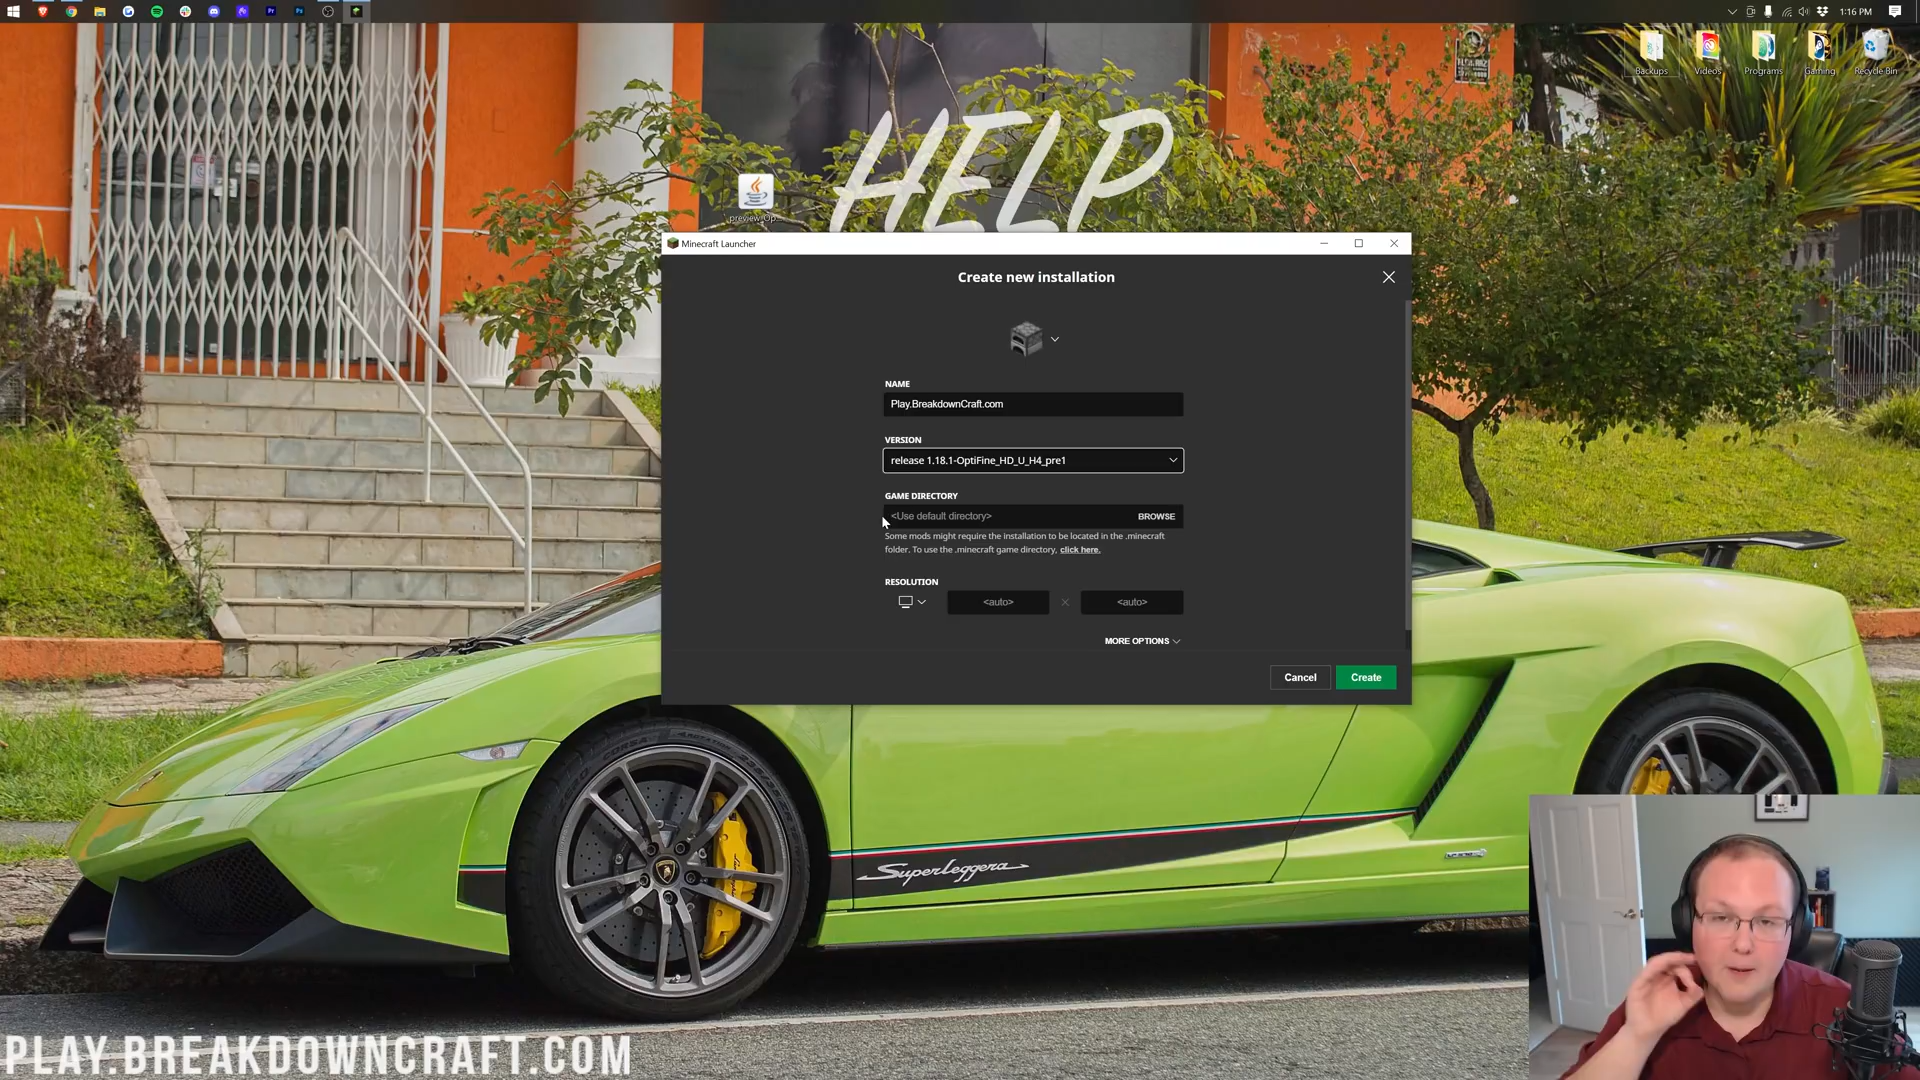 1:16 PM
Backups
Videos
Programs
Gaming
Recycle Bin
HELP
preview_Op...
Minecraft Launcher
Create new installation
NAME
Play.BreakdownCraft.com
VERSION
release 1.18.1-OptiFine_HD_U_H4_pre1
GAME DIRECTORY
<Use default directory>
BROWSE
Some mods might require the installation to be located in the .minecraft
folder. To use the .minecraft game directory, click here.
RESOLUTION
<auto>
<auto>
MORE OPTIONS
Cancel
Create
Superleggera
PLAY.BREAKDOWNCRAFT.COM